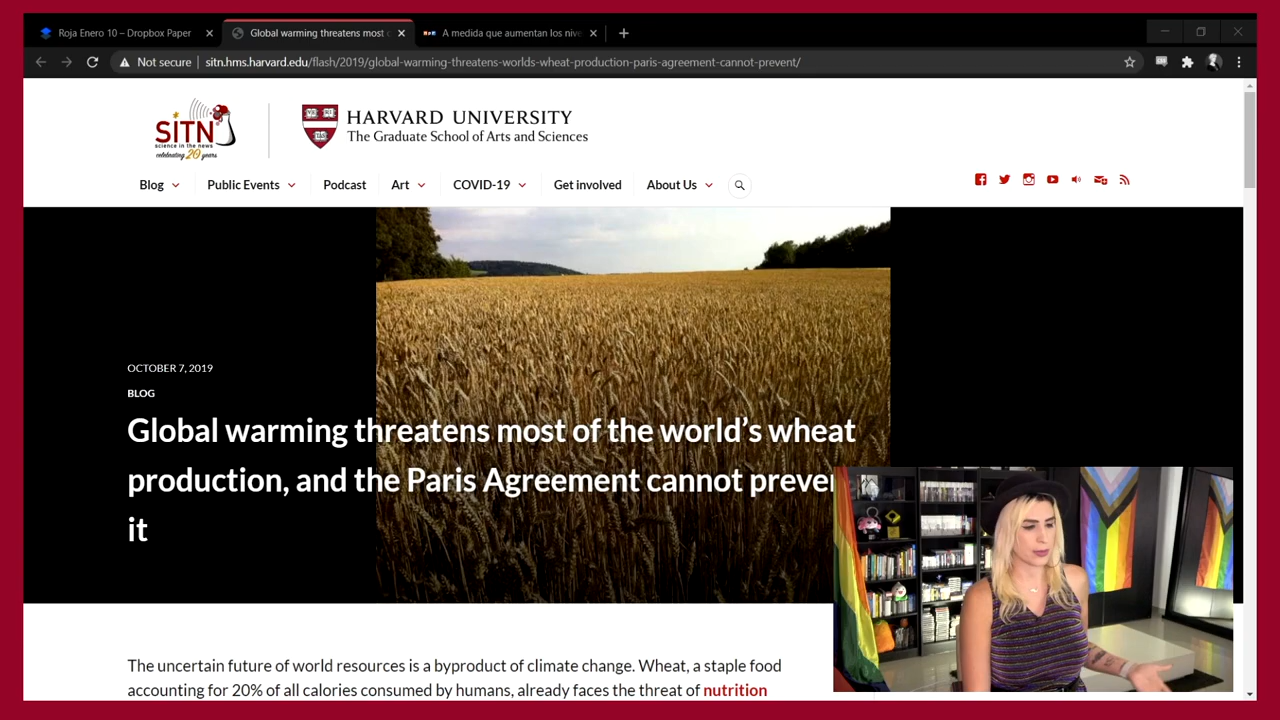 Roja Enero 10 – Dropbox Paper
Global warming threatens most
A medida que aumentan los nive
Not secure
sitn.hms.harvard.edu/flash/2019/global-warming-threatens-worlds-wheat-production-paris-agreement-cannot-prevent/
SITN
science in the news
celebrating 20 years
VE RI TAS
HARVARD UNIVERSITY
The Graduate School of Arts and Sciences
Blog
Public Events
Podcast
Art
COVID-19
Get involved
About Us
OCTOBER 7, 2019
BLOG
Global warming threatens most of the world's wheat
production, and the Paris Agreement cannot preven
it
The uncertain future of world resources is a byproduct of climate change. Wheat, a staple food
accounting for 20% of all calories consumed by humans, already faces the threat of nutrition